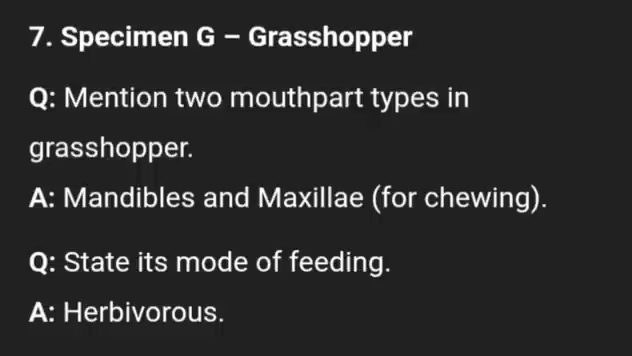 7. Specimen G – Grasshopper
Q: Mention two mouthpart types in
grasshopper.
A: Mandibles and Maxillae (for chewing).
Q: State its mode of feeding.
A: Herbivorous.